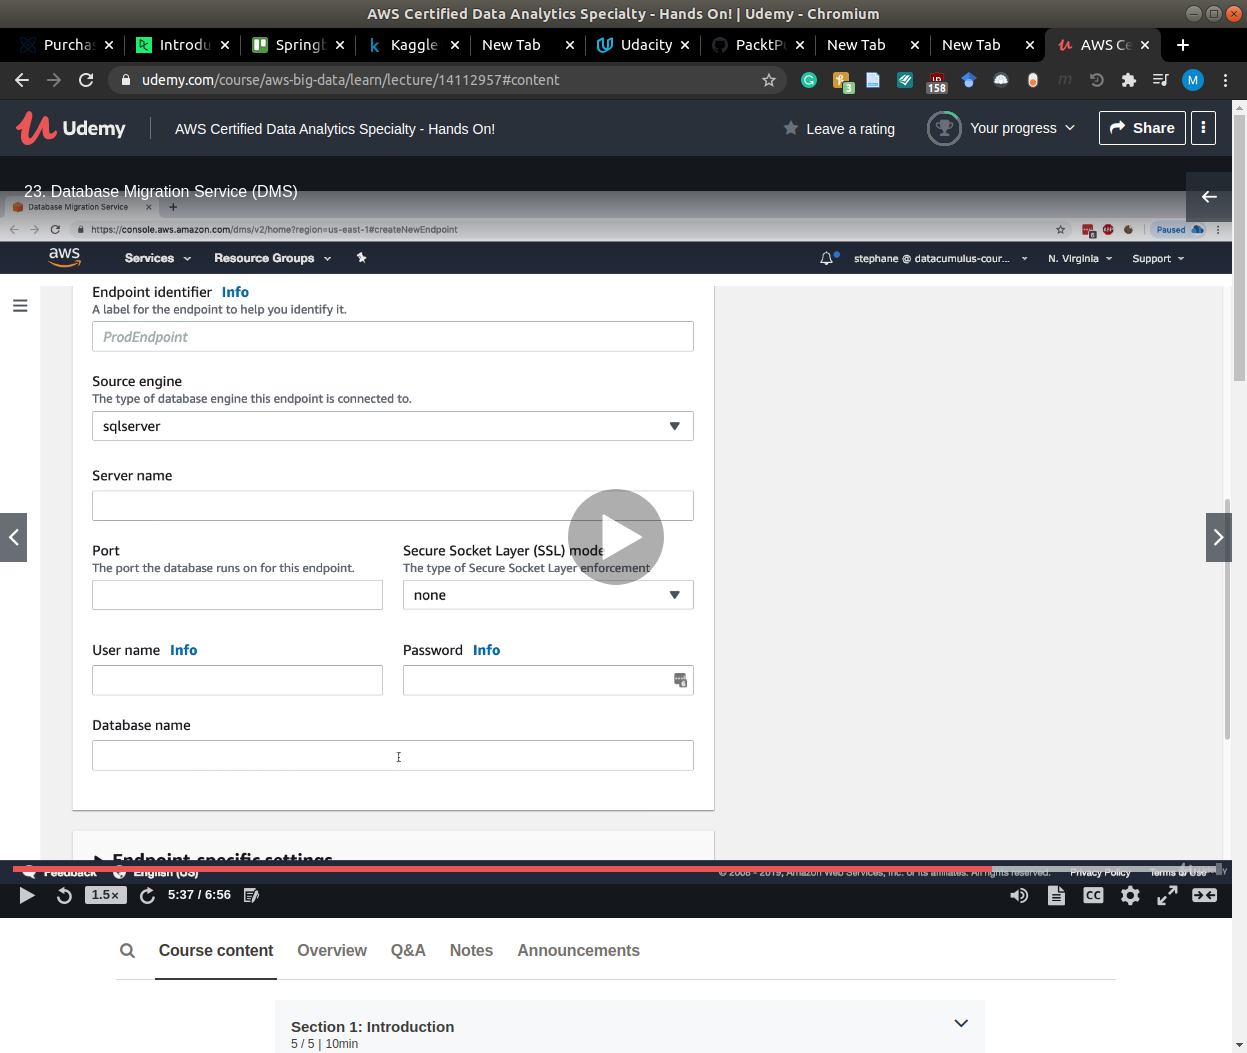 AWS Certified Data Analytics Specialty - Hands On! | Udemy - Chromium
Purchas
Introdu
Springb
Kaggle
New Tab
Udacity
PacktPu
New Tab
New Tab
AWS Ce
udemy.com/course/aws-big-data/learn/lecture/14112957#content
3
158
M
Udemy
AWS Certified Data Analytics Specialty - Hands On!
Leave a rating
Your progress
Share
23. Database Migration Service (DMS)
Database Migration Service
https://console.aws.amazon.com/dms/v2/home?region=us-east-1#createNewEndpoint
Paused
aws
Services
Resource Groups
stephane @ datacumulus-cour...
N. Virginia
Support
Endpoint identifier Info
A label for the endpoint to help you identify it.
ProdEndpoint
Source engine
The type of database engine this endpoint is connected to.
sqlserver
Server name
Port
Secure Socket Layer (SSL) mode
The port the database runs on for this endpoint.
The type of Secure Socket Layer enforcement
none
User name Info
Password Info
Database name
Endpoint-specific settings
Feedback
English (US)
© 2008 - 2019, Amazon Web Services, Inc. or its affiliates. All rights reserved.
Privacy Policy
Terms of Use
1.5×
5:37 / 6:56
CC
Course content
Overview
Q&A
Notes
Announcements
Section 1: Introduction
5 / 5 | 10min